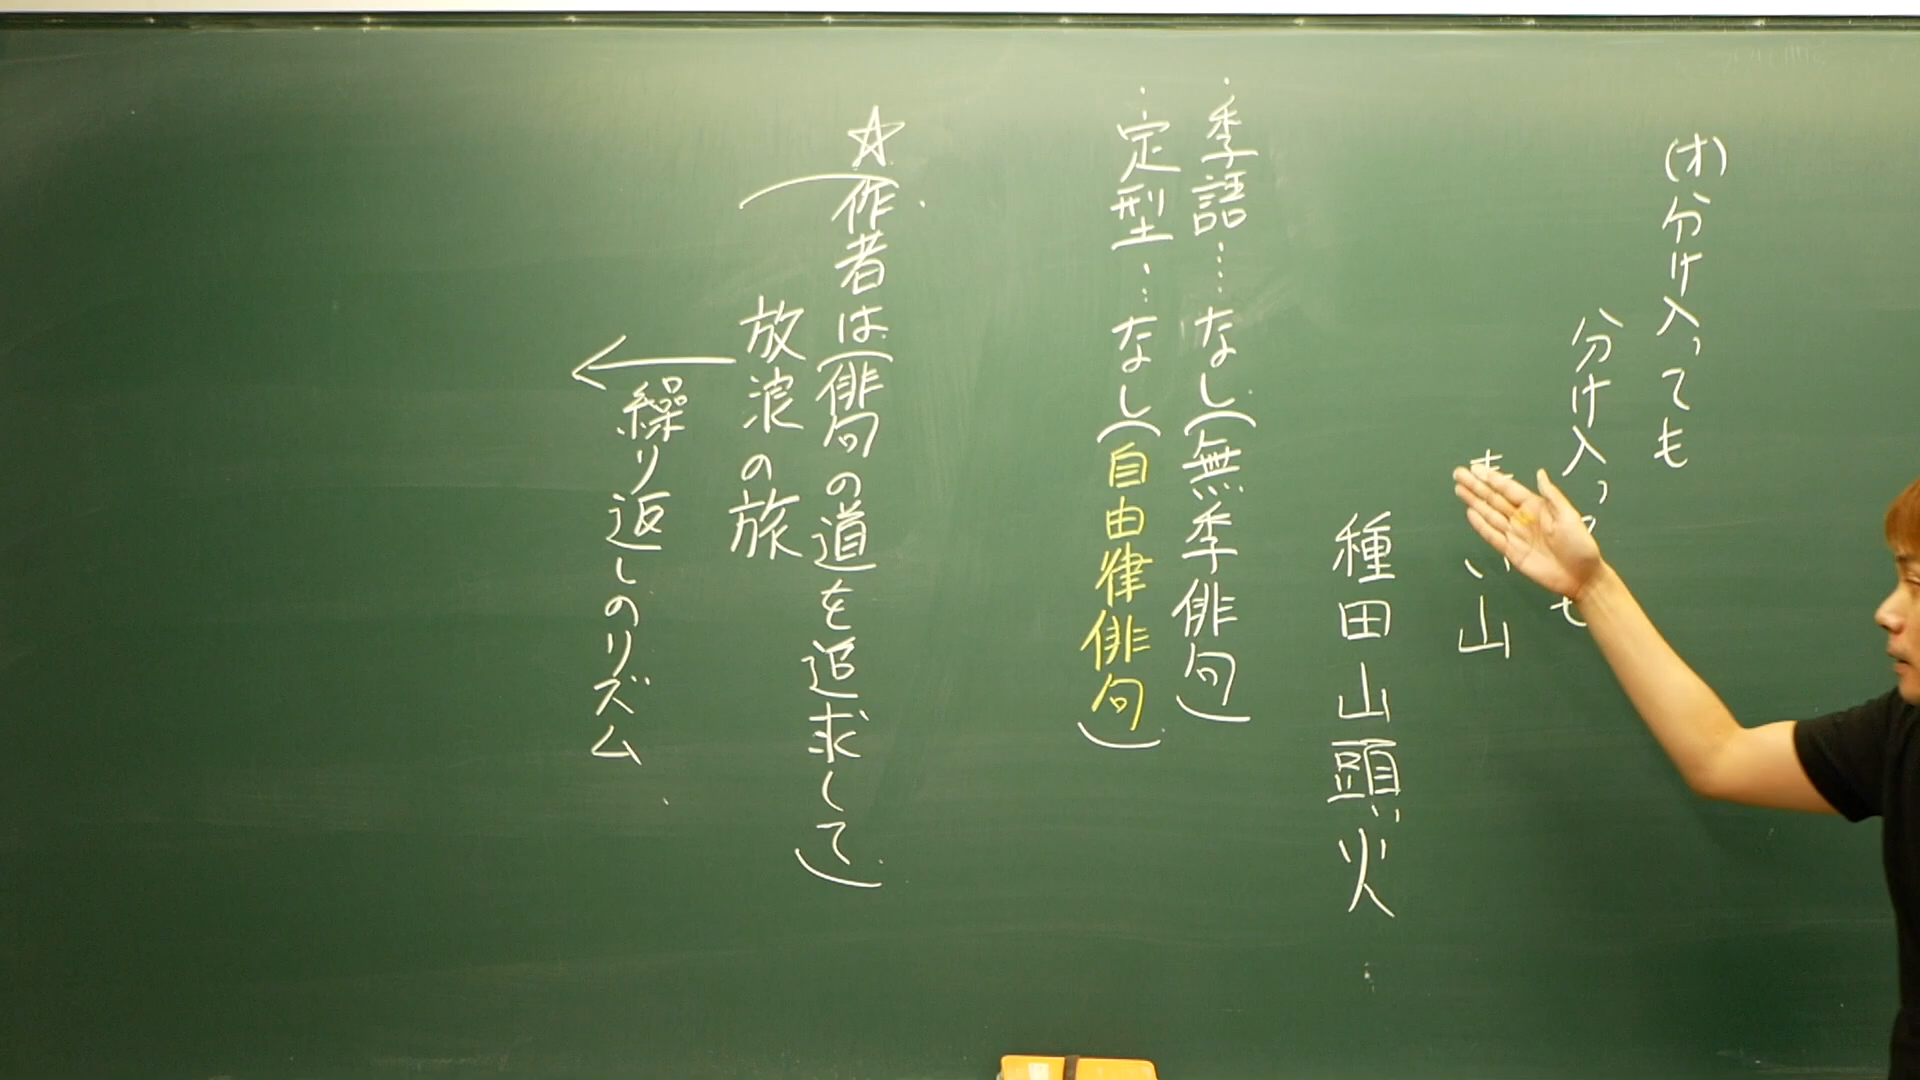 (オ)分け入っても
分け入っ
い山
種田山頭火
・季語…なし(無季俳句)
・定型…なし(自由律俳句)
☆作者は(俳句の道を追求して)
放浪の旅
←
繰り返しのリズム